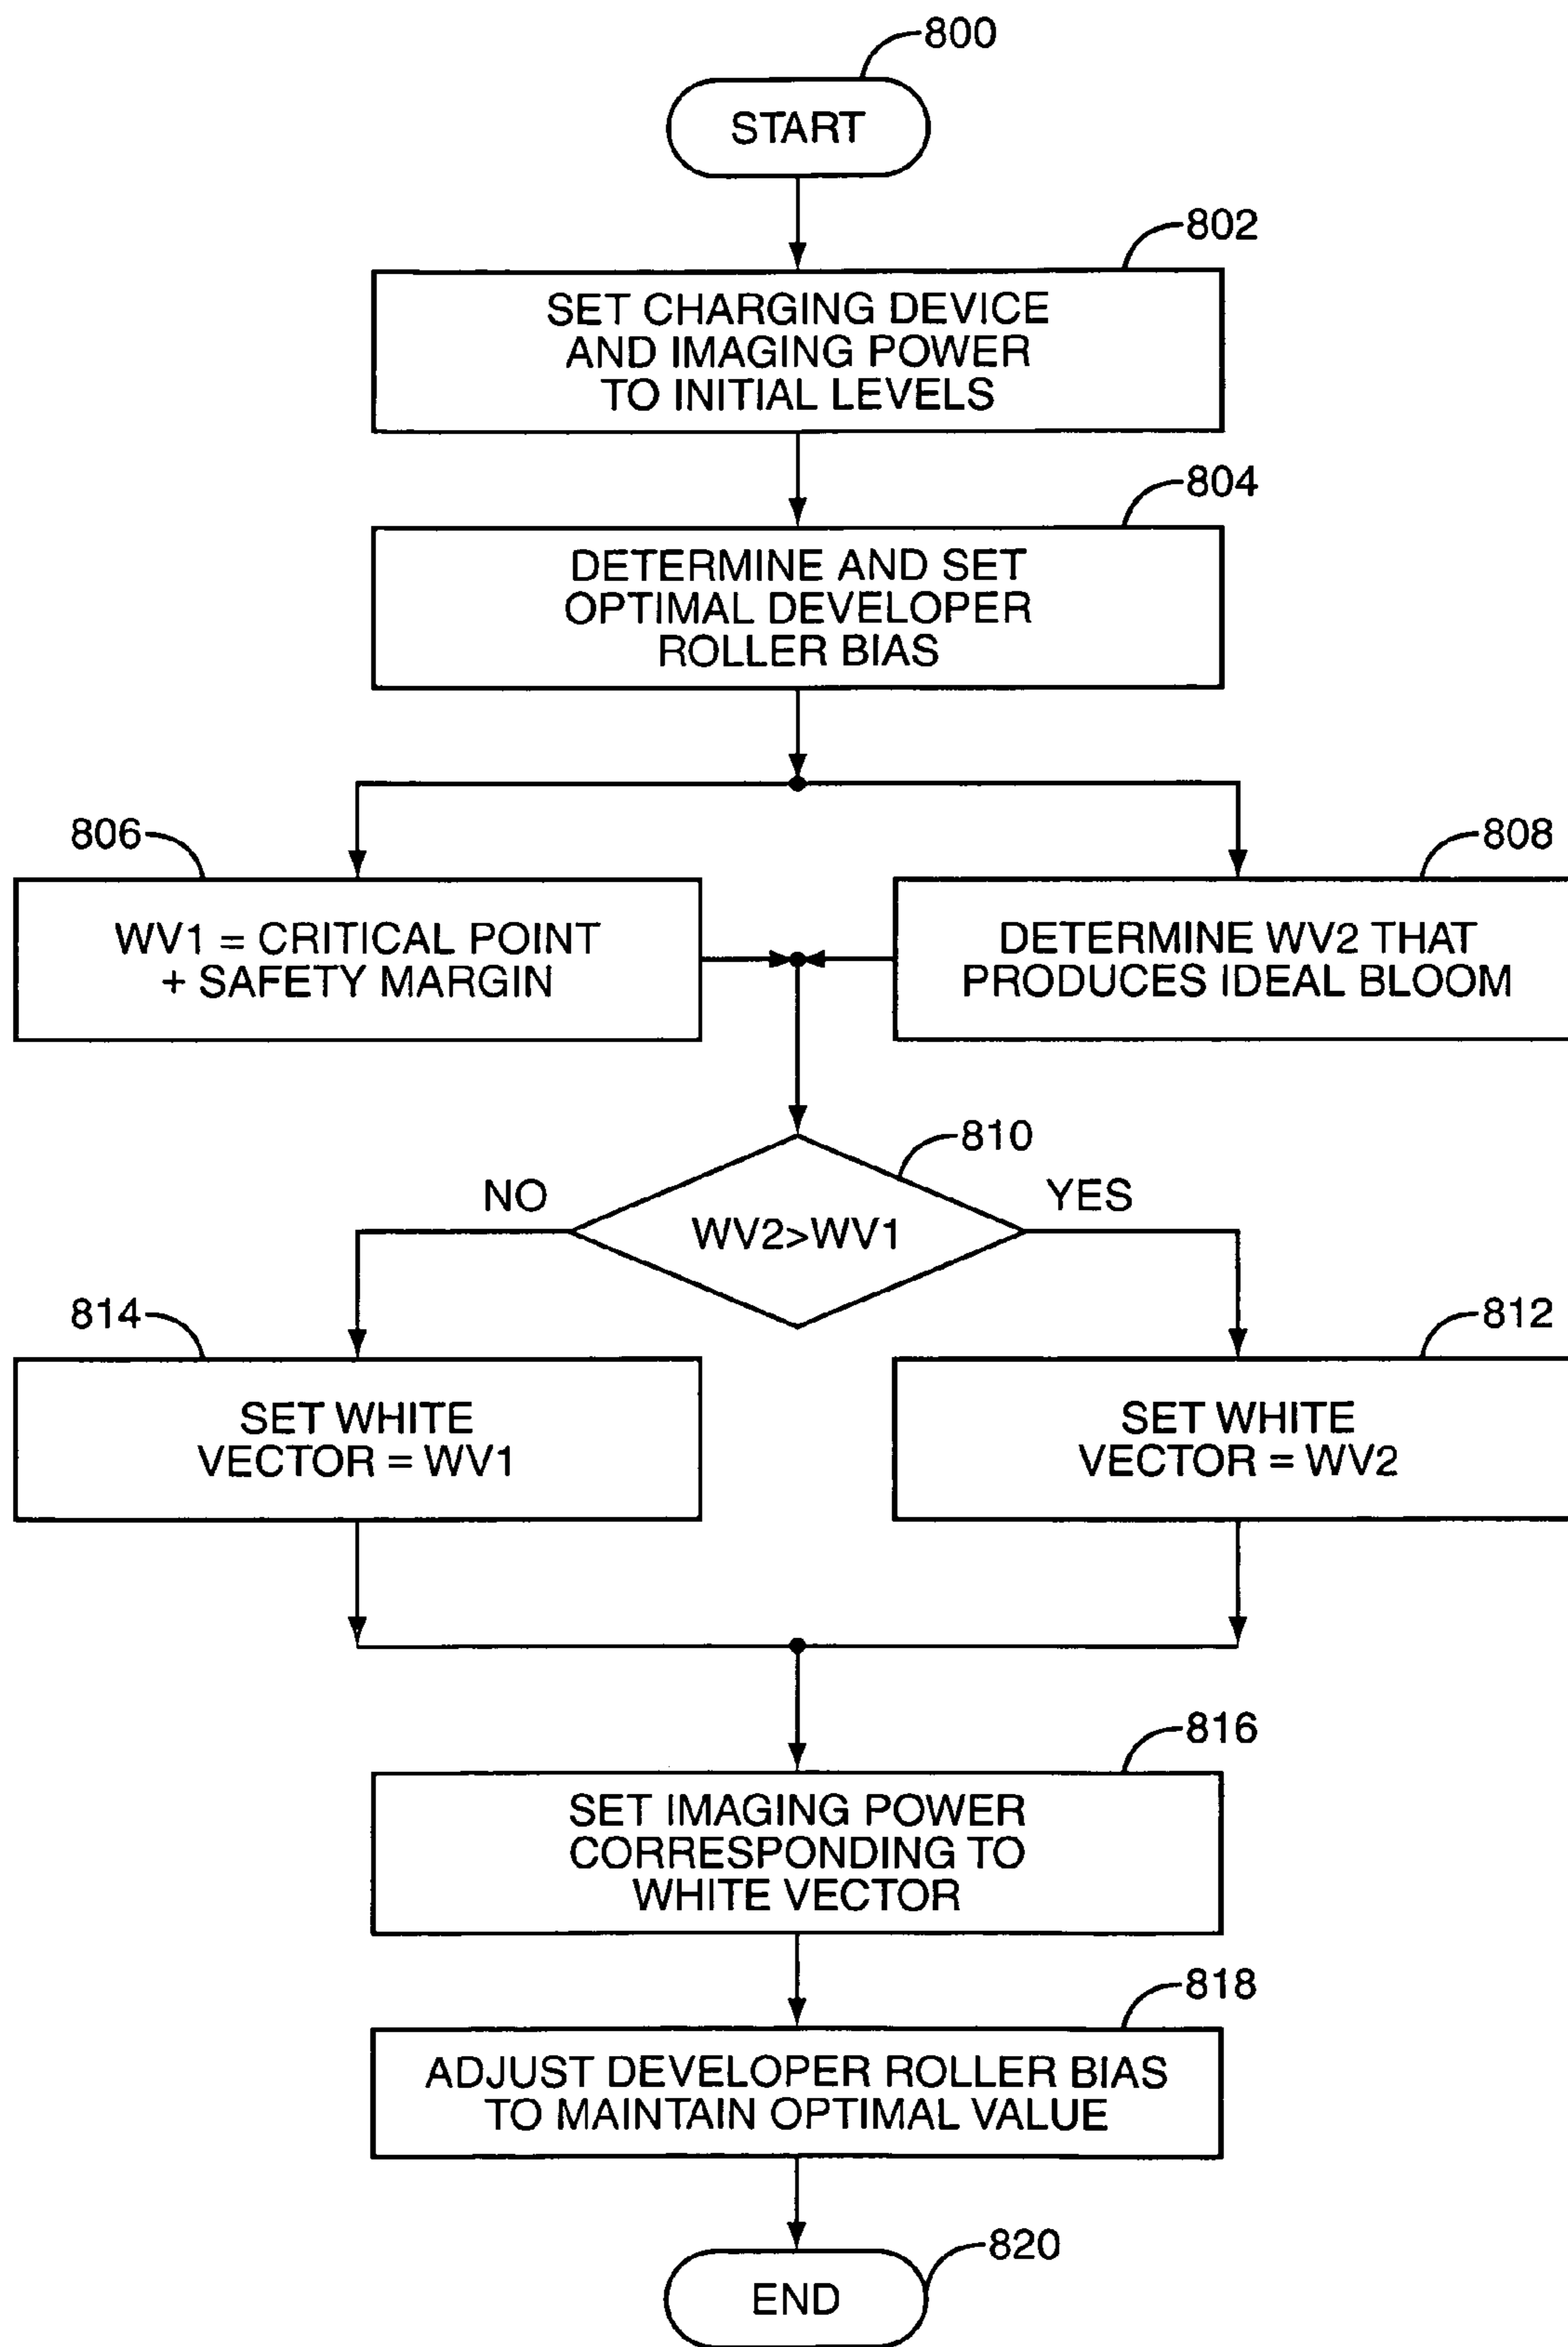 800
START
802
SET CHARGING DEVICE
AND IMAGING POWER
TO INITIAL LEVELS
804
DETERMINE AND SET
OPTIMAL DEVELOPER
ROLLER BIAS
806
WV1 = CRITICAL POINT
+ SAFETY MARGIN
808
DETERMINE WV2 THAT
PRODUCES IDEAL BLOOM
810
NO
WV2>WV1
YES
814
SET WHITE
VECTOR = WV1
812
SET WHITE
VECTOR = WV2
816
SET IMAGING POWER
CORRESPONDING TO
WHITE VECTOR
818
ADJUST DEVELOPER ROLLER BIAS
TO MAINTAIN OPTIMAL VALUE
820
END